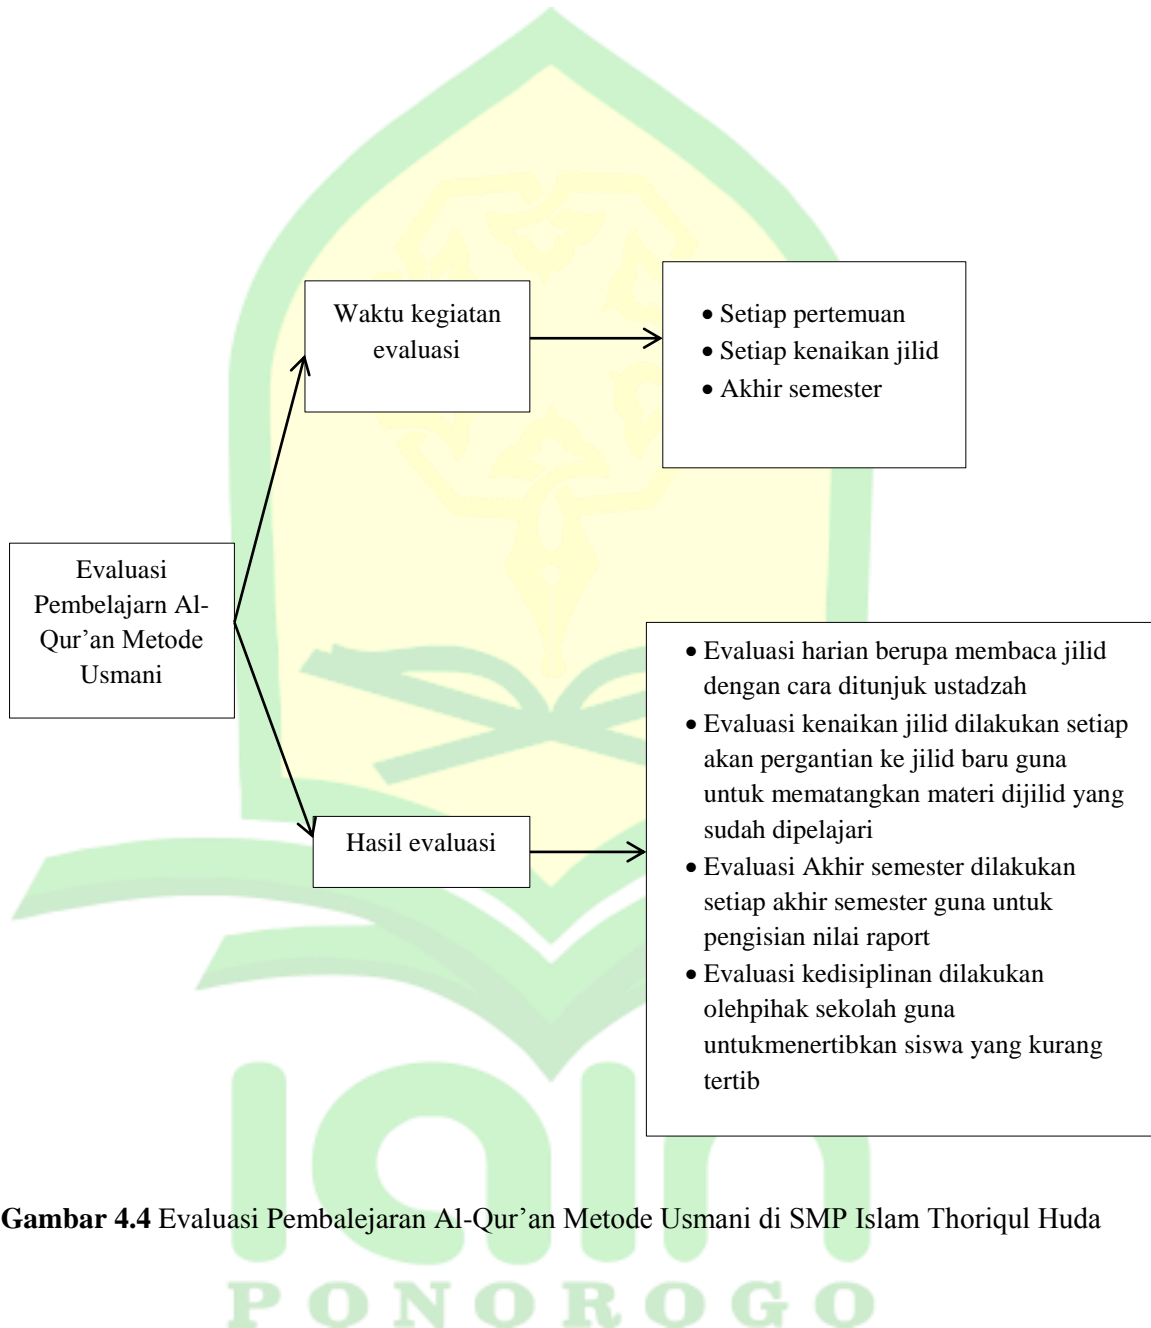 Waktu kegiatan
evaluasi
• Setiap pertemuan
• Setiap kenaikan jilid
• Akhir semester
Evaluasi
Pembelajarn Al-
Qur’an Metode
Usmani
Hasil evaluasi
• Evaluasi harian berupa membaca jilid
dengan cara ditunjuk ustadzah
• Evaluasi kenaikan jilid dilakukan setiap
akan pergantian ke jilid baru guna
untuk mematangkan materi dijilid yang
sudah dipelajari
• Evaluasi Akhir semester dilakukan
setiap akhir semester guna untuk
pengisian nilai raport
• Evaluasi kedisiplinan dilakukan
olehpihak sekolah guna
untukmenertibkan siswa yang kurang
tertib
Gambar 4.4 Evaluasi Pembalejaran Al-Qur’an Metode Usmani di SMP Islam Thoriqul Huda
iain
PONOROGO